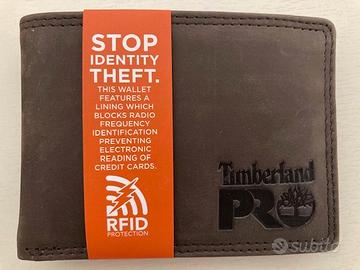 STOP
IDENTITY
THEFT.
THIS WALLET
FEATURES A
LINING WHICH
BLOCKS RADIO
FREQUENCY
IDENTIFICATION
PREVENTING
ELECTRONIC
READING OF
CREDIT CARDS.
RFID
PROTECTION
Timberland
PRO
subito